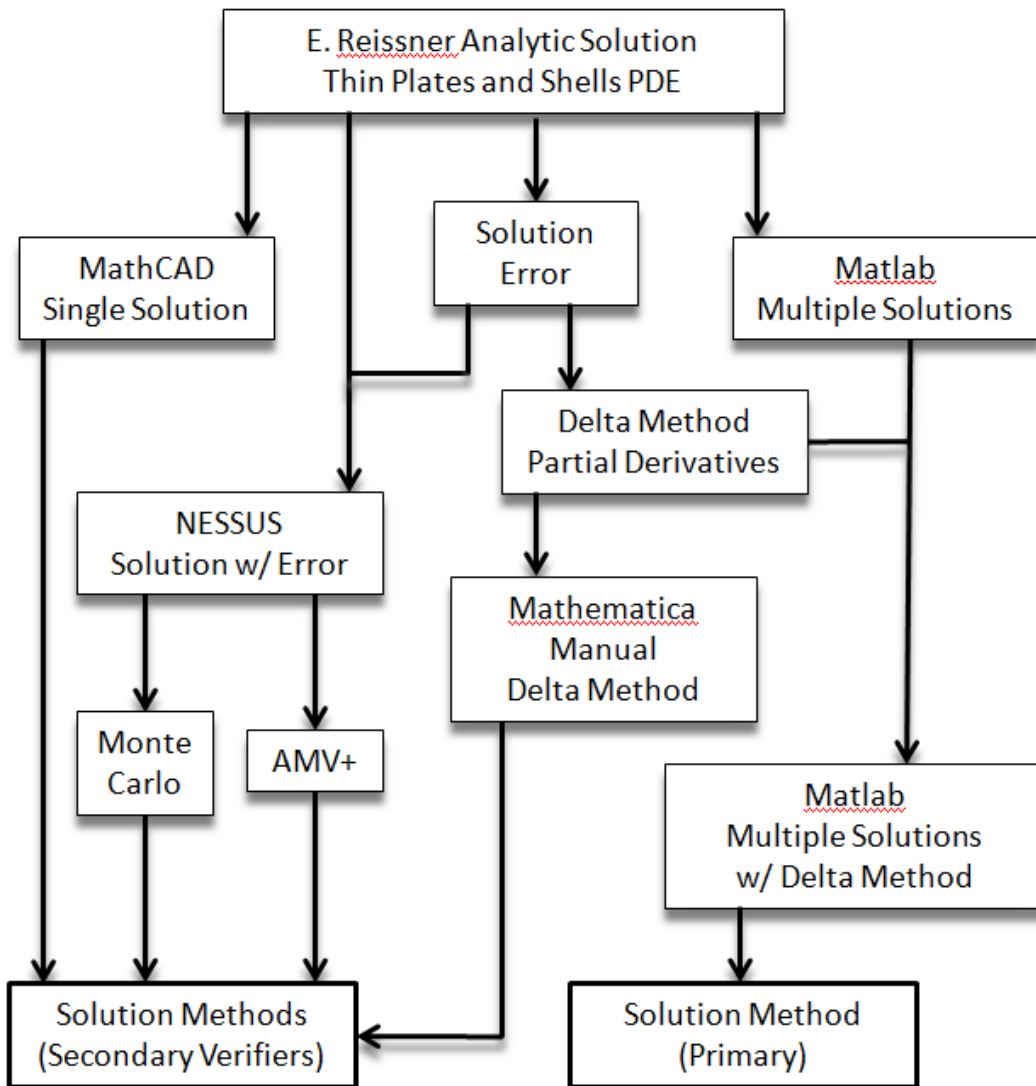 E. Reissner Analytic Solution
Thin Plates and Shells PDE
Solution
Error
MathCAD
Single Solution
Matlab
Multiple Solutions
Delta Method
Partial Derivatives
NESSUS
Solution w/ Error
Mathematica
Manual
Delta Method
Monte
Carlo
AMV+
Matlab
Multiple Solutions
w/ Delta Method
Solution Methods
(Secondary Verifiers)
Solution Method
(Primary)